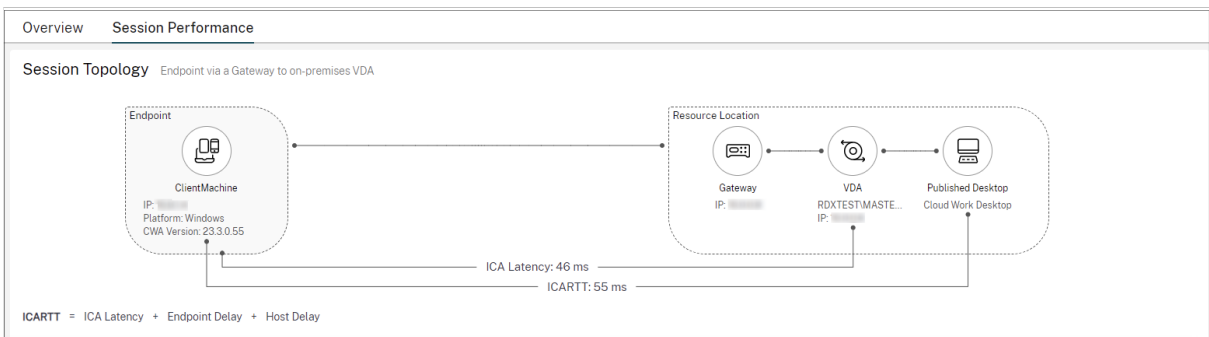 Overview Session Performance
Session Topology Endpoint via a Gateway to on-premises VDA
Endpoint
Resource Location
ClientMachine
IP:
Platform: Windows
CWA Version: 23.3.0.55
Gateway
IP:
VDA
RDXTEST\MASTE...
IP:
Published Desktop
Cloud Work Desktop
ICA Latency: 46 ms
ICARTT: 55 ms
ICARTT = ICA Latency + Endpoint Delay + Host Delay